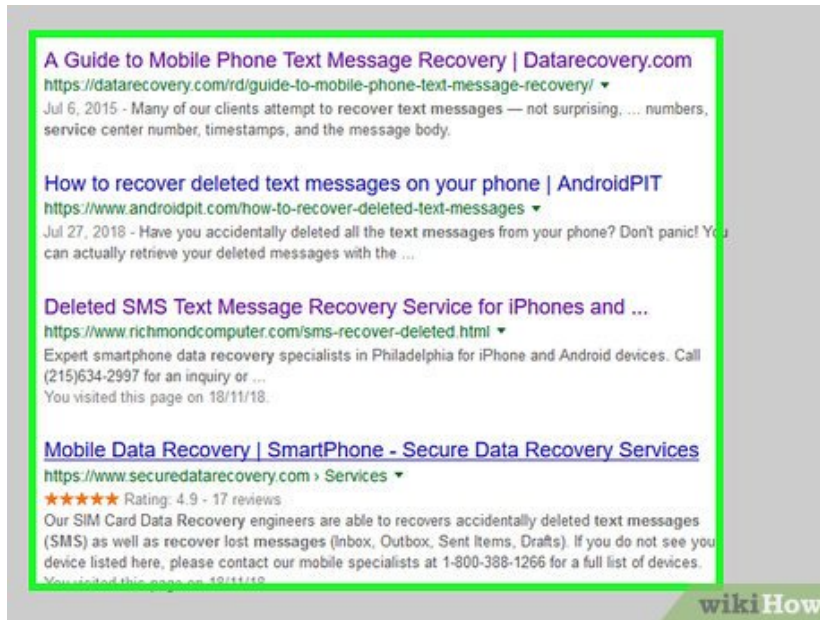 A Guide to Mobile Phone Text Message Recovery | Datarecovery.com
https://datarecovery.com/rd/guide-to-mobile-phone-text-message-recovery/
Jul 6, 2015 - Many of our clients attempt to recover text messages — not surprising, ... numbers,
service center number, timestamps, and the message body.
How to recover deleted text messages on your phone | AndroidPIT
https://www.androidpit.com/how-to-recover-deleted-text-messages
Jul 27, 2018 - Have you accidentally deleted all the text messages from your phone? Don't panic! You
can actually retrieve your deleted messages with the ...
Deleted SMS Text Message Recovery Service for iPhones and ...
https://www.richmondcomputer.com/sms-recover-deleted.html
Expert smartphone data recovery specialists in Philadelphia for iPhone and Android devices. Call
(215)634-2997 for an inquiry or ...
You visited this page on 18/11/18.
Mobile Data Recovery | SmartPhone - Secure Data Recovery Services
https://www.securedatarecovery.com › Services
★★★★★ Rating: 4.9 - 17 reviews
Our SIM Card Data Recovery engineers are able to recovers accidentally deleted text messages
(SMS) as well as recover lost messages (Inbox, Outbox, Sent Items, Drafts). If you do not see you
device listed here, please contact our mobile specialists at 1-800-388-1266 for a full list of devices.
You visited this page on 18/11/18.
wikiHow